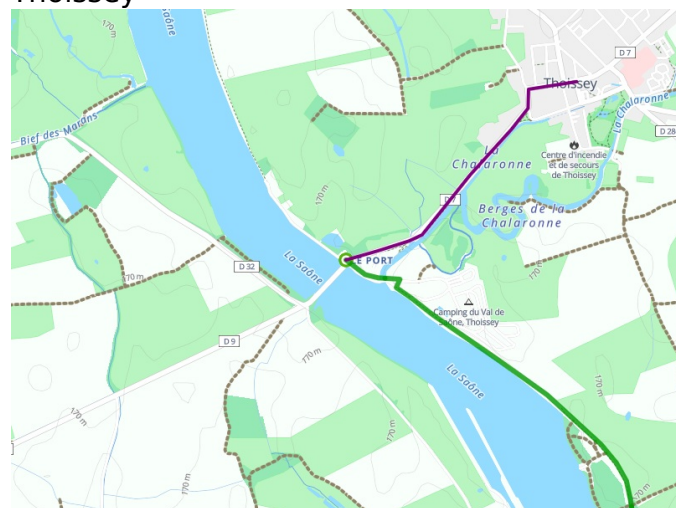 Thoissey
La Saône
170 m
170 m
D 7
Thoissey
La Chalaronne
D 28
Bief des Marans
La
Chalaronne
Centre d'incendie
et de secours
de Thoissey
170 m
D 7
Berges de la
Chalaronne
La Saône
LE PORT
D 32
170 m
170 m
Camping du Val de
Saône, Thoissey
D 9
170 m
La Saône
170 m
170 m
170 m
170 m
170 m